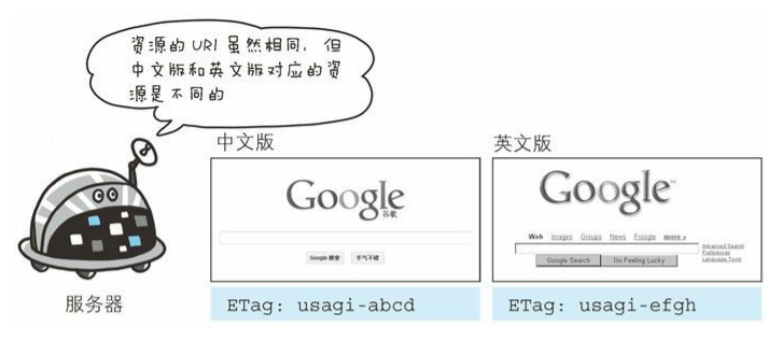 资源的 URI 虽然相同，但
中文版和英文版对应的资
源是不同的
中文版
英文版
Google
谷歌
Google 搜索 手气不错
Google
Web Images Groups News Froogle more »
Advanced Search
Preferences
Language Tools
Google Search I'm Feeling Lucky
服务器
ETag: usagi-abcd
ETag: usagi-efgh